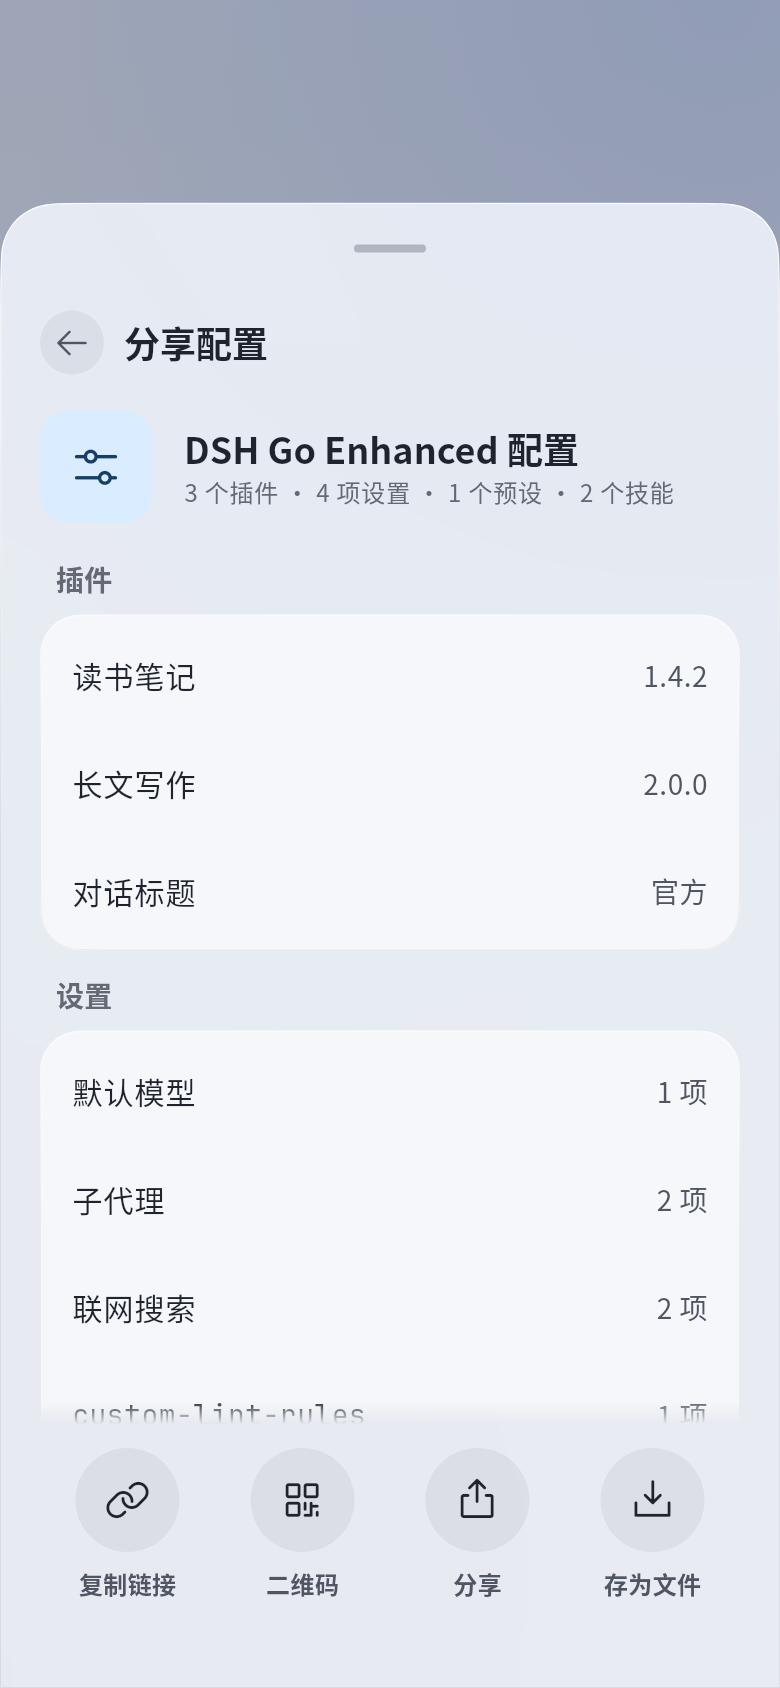 分享配置
DSH Go Enhanced 配置
3 个插件 • 4 项设置 • 1 个预设 • 2 个技能
插件
读书笔记 1.4.2
长文写作 2.0.0
对话标题 官方
设置
默认模型 1 项
子代理 2 项
联网搜索 2 项
custom-lint-rules 1 项
复制链接 二维码 分享 存为文件